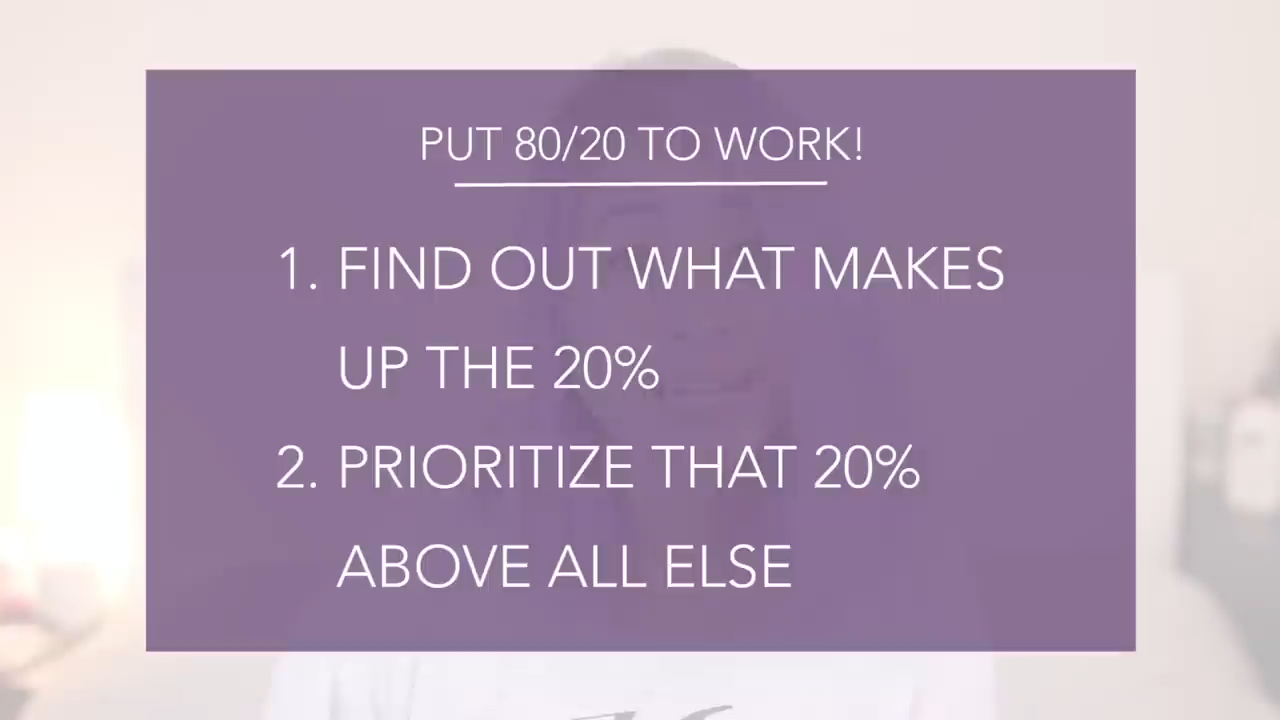 PUT 80/20 TO WORK!
1. FIND OUT WHAT MAKES
UP THE 20%
2. PRIORITIZE THAT 20%
ABOVE ALL ELSE